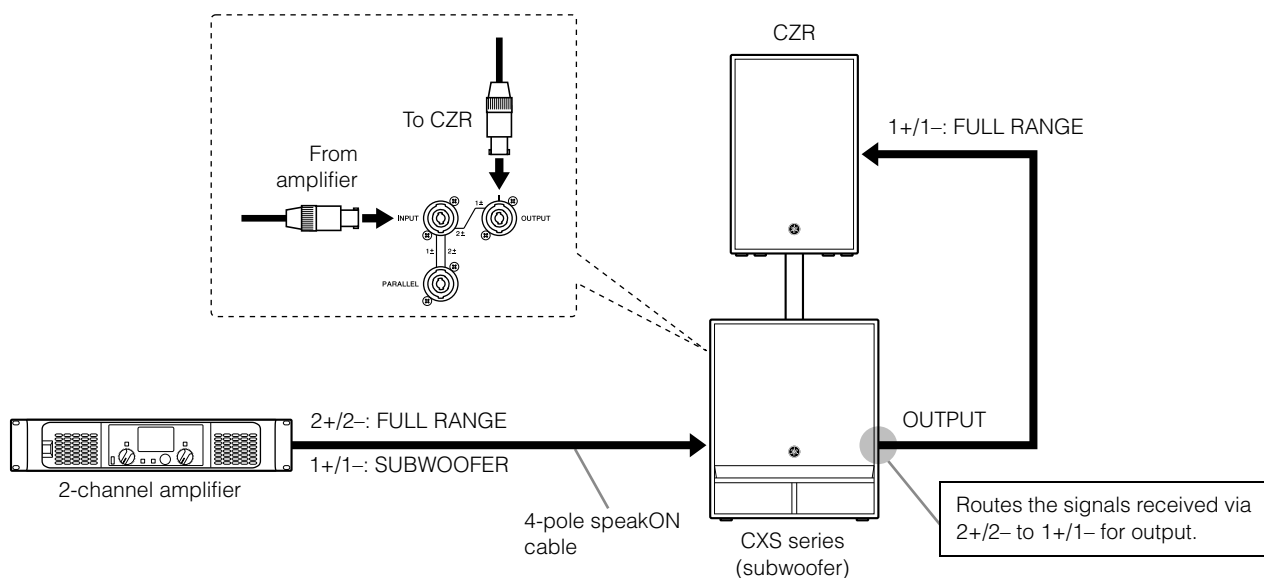 CZR
To CZR
1+/1–: FULL RANGE
From
amplifier
INPUT
1±
OUTPUT
2±
1±
2±
PARALLEL
2+/2–: FULL RANGE
OUTPUT
1+/1–: SUBWOOFER
2-channel amplifier
4-pole speakON
cable
Routes the signals received via
2+/2– to 1+/1– for output.
CXS series
(subwoofer)